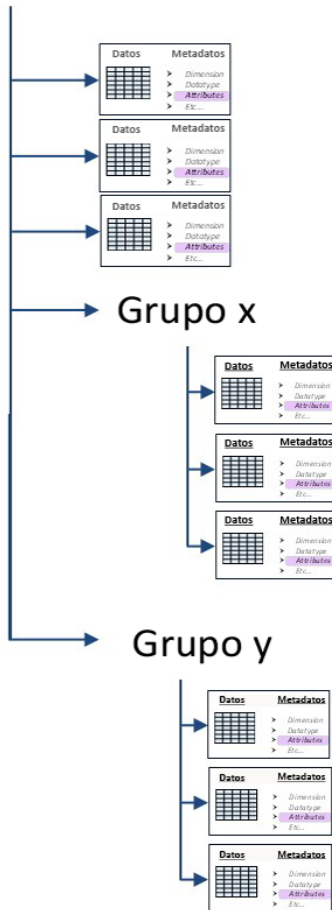 Datos Metadatos
Dimension
Datatype
Attributes
Etc...
Datos Metadatos
Dimension
Datatype
Attributes
Etc...
Datos Metadatos
Dimension
Datatype
Attributes
Etc...
Grupo x
Datos Metadatos
Dimension
Datatype
Attributes
Etc...
Datos Metadatos
Dimension
Datatype
Attributes
Etc...
Datos Metadatos
Dimension
Datatype
Attributes
Etc...
Grupo y
Datos Metadatos
Dimension
Datatype
Attributes
Etc...
Datos Metadatos
Dimension
Datatype
Attributes
Etc...
Datos Metadatos
Dimension
Datatype
Attributes
Etc...